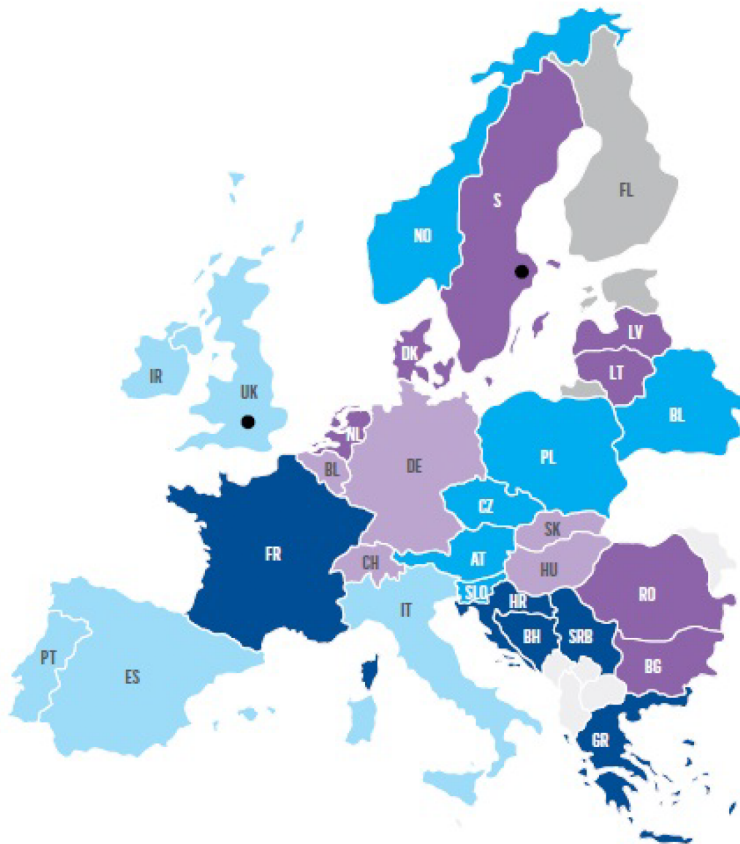 FL
S
NO
LV
DK
IR
LT
UK
BL
NL
PL
BL
DE
CZ
SK
FR
CH
AT
HU
SLO
RO
HR
IT
BH
SRB
PT
BG
ES
GR